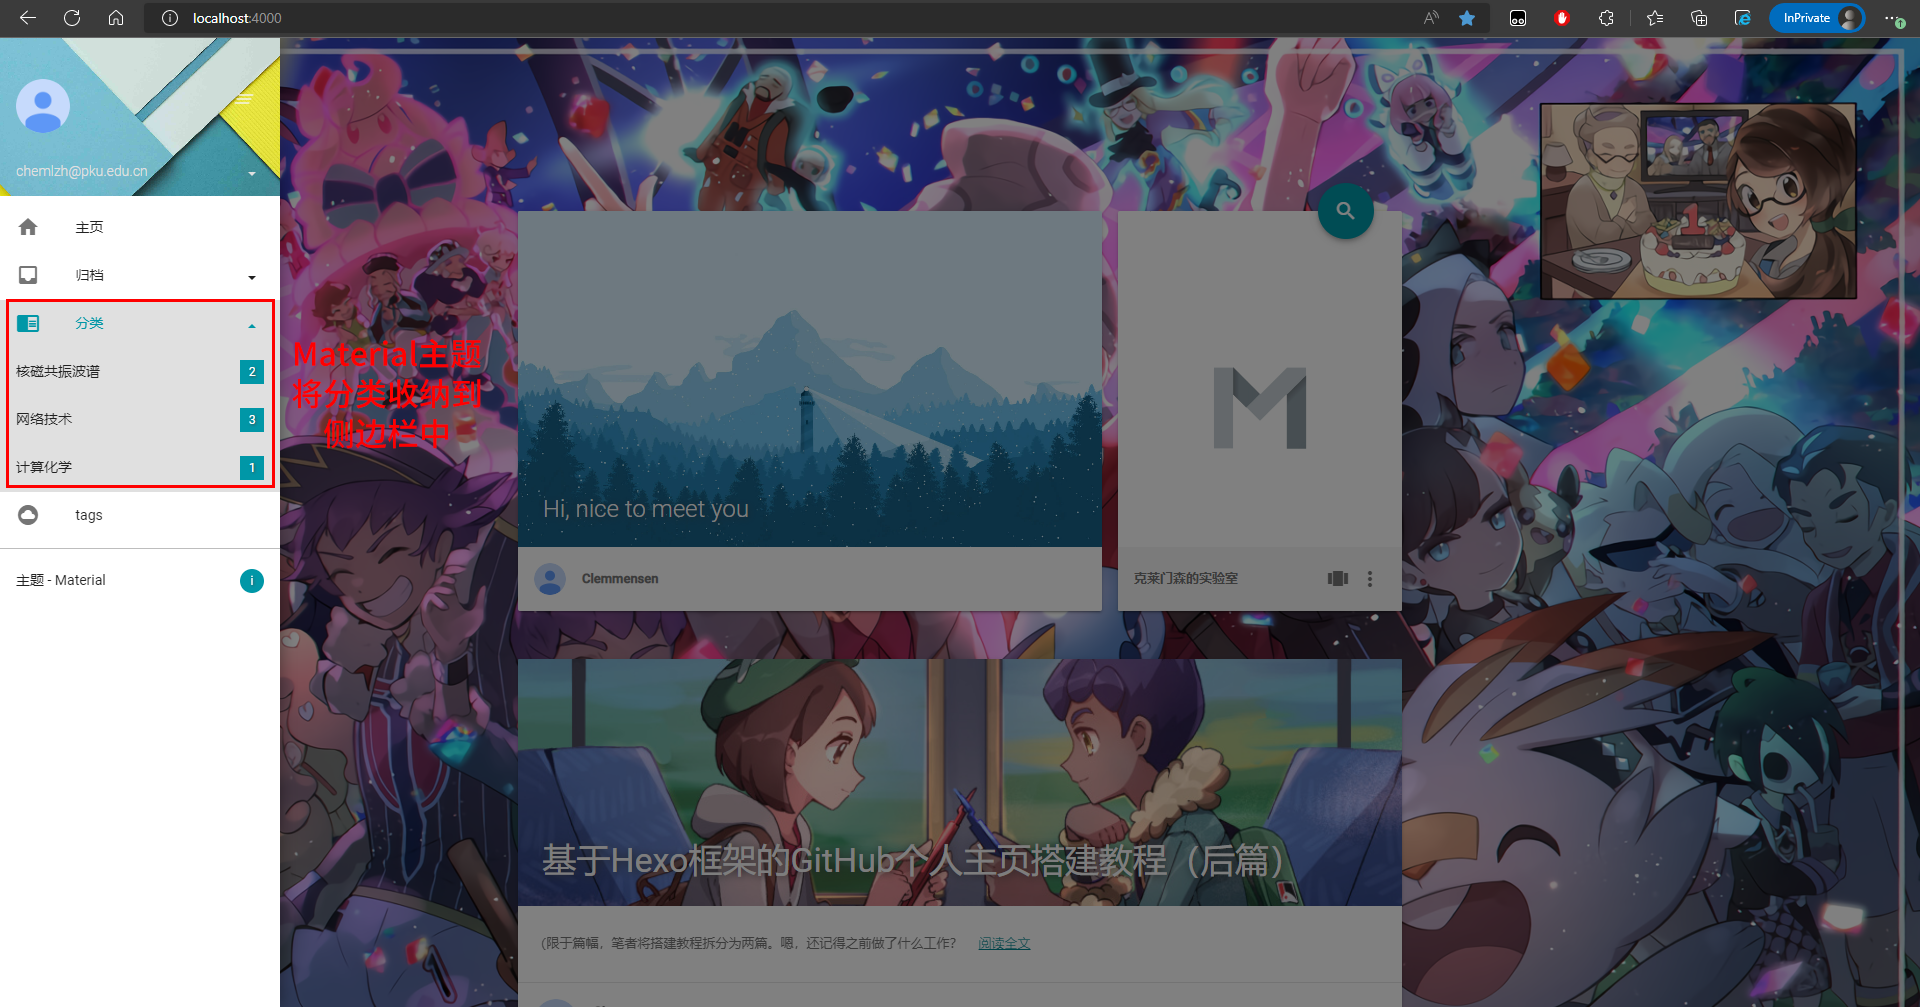 localhost:4000
InPrivate
chemlzh@pku.edu.cn
主页
归档
分类
核磁共振波谱 2
网络技术 3
计算化学 1
tags
主题 - Material
Material主题
将分类收纳到
侧边栏中
Hi, nice to meet you
Clemmensen
克莱门森的实验室
基于Hexo框架的GitHub个人主页搭建教程（后篇）
(限于篇幅，笔者将搭建教程拆分为两篇。嗯，还记得之前做了什么工作？ 阅读全文